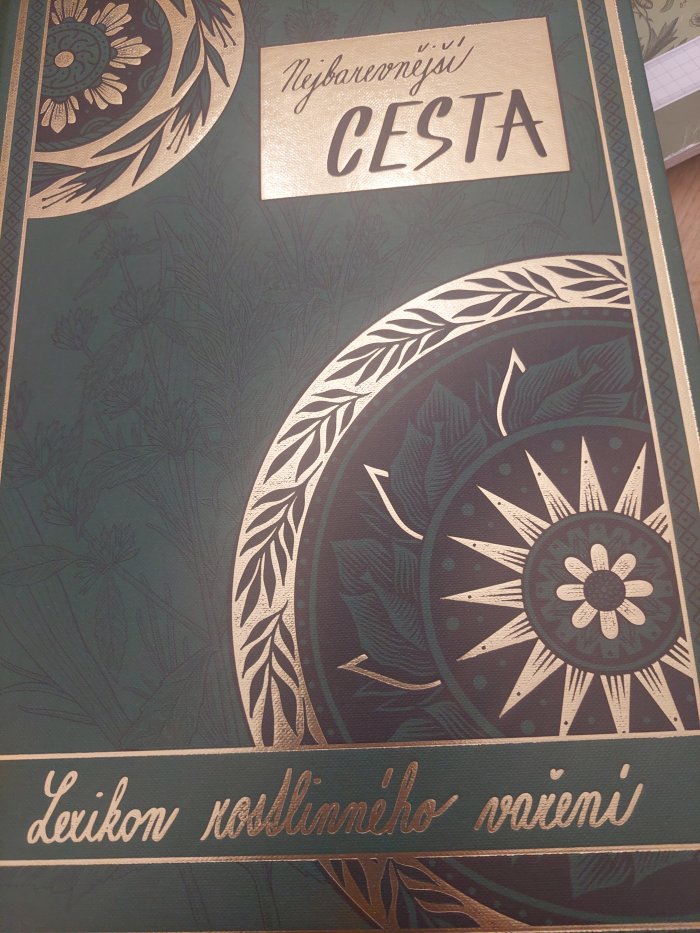 Nejbarevnější
CESTA
Lexikon rostlinného vaření